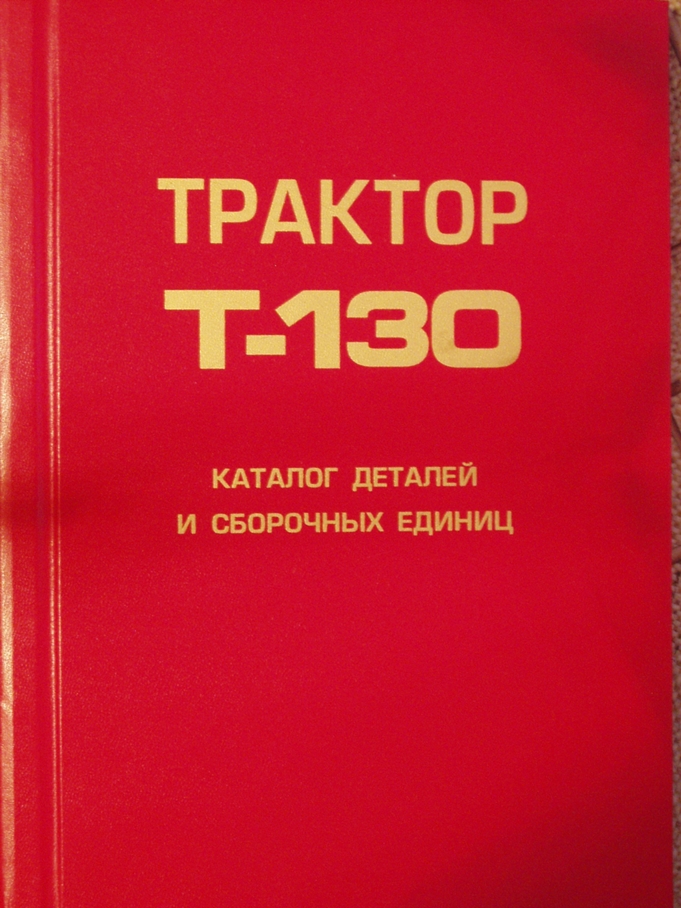 ТРАКТОР
Т-130
КАТАЛОГ ДЕТАЛЕЙ
И СБОРОЧНЫХ ЕДИНИЦ